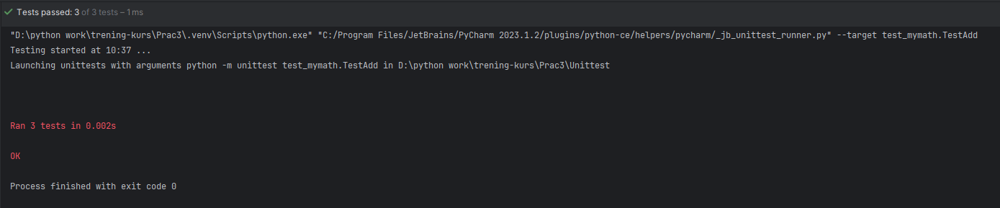 Tests passed: 3 of 3 tests – 1 ms
"D:\python work\trening-kurs\Prac3\.venv\Scripts\python.exe" "C:/Program Files/JetBrains/PyCharm 2023.1.2/plugins/python-ce/helpers/pycharm/_jb_unittest_runner.py" --target test_mymath.TestAdd
Testing started at 10:37 ...
Launching unittests with arguments python -m unittest test_mymath.TestAdd in D:\python work\trening-kurs\Prac3\Unittest
Ran 3 tests in 0.002s
OK
Process finished with exit code 0